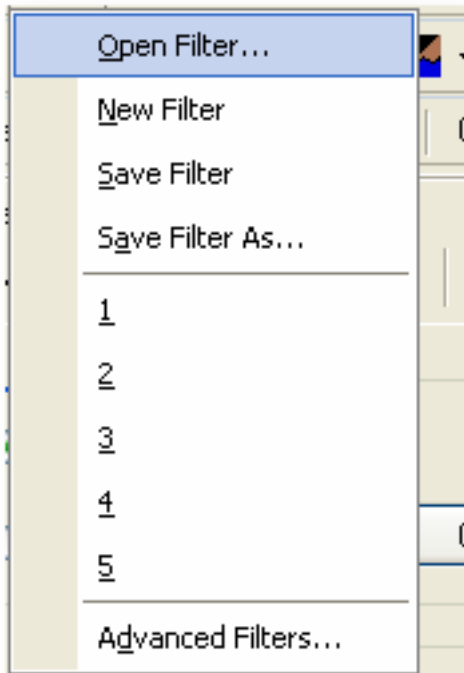 Open Filter...
New Filter
Save Filter
Save Filter As...
1
2
3
4
5
Advanced Filters...